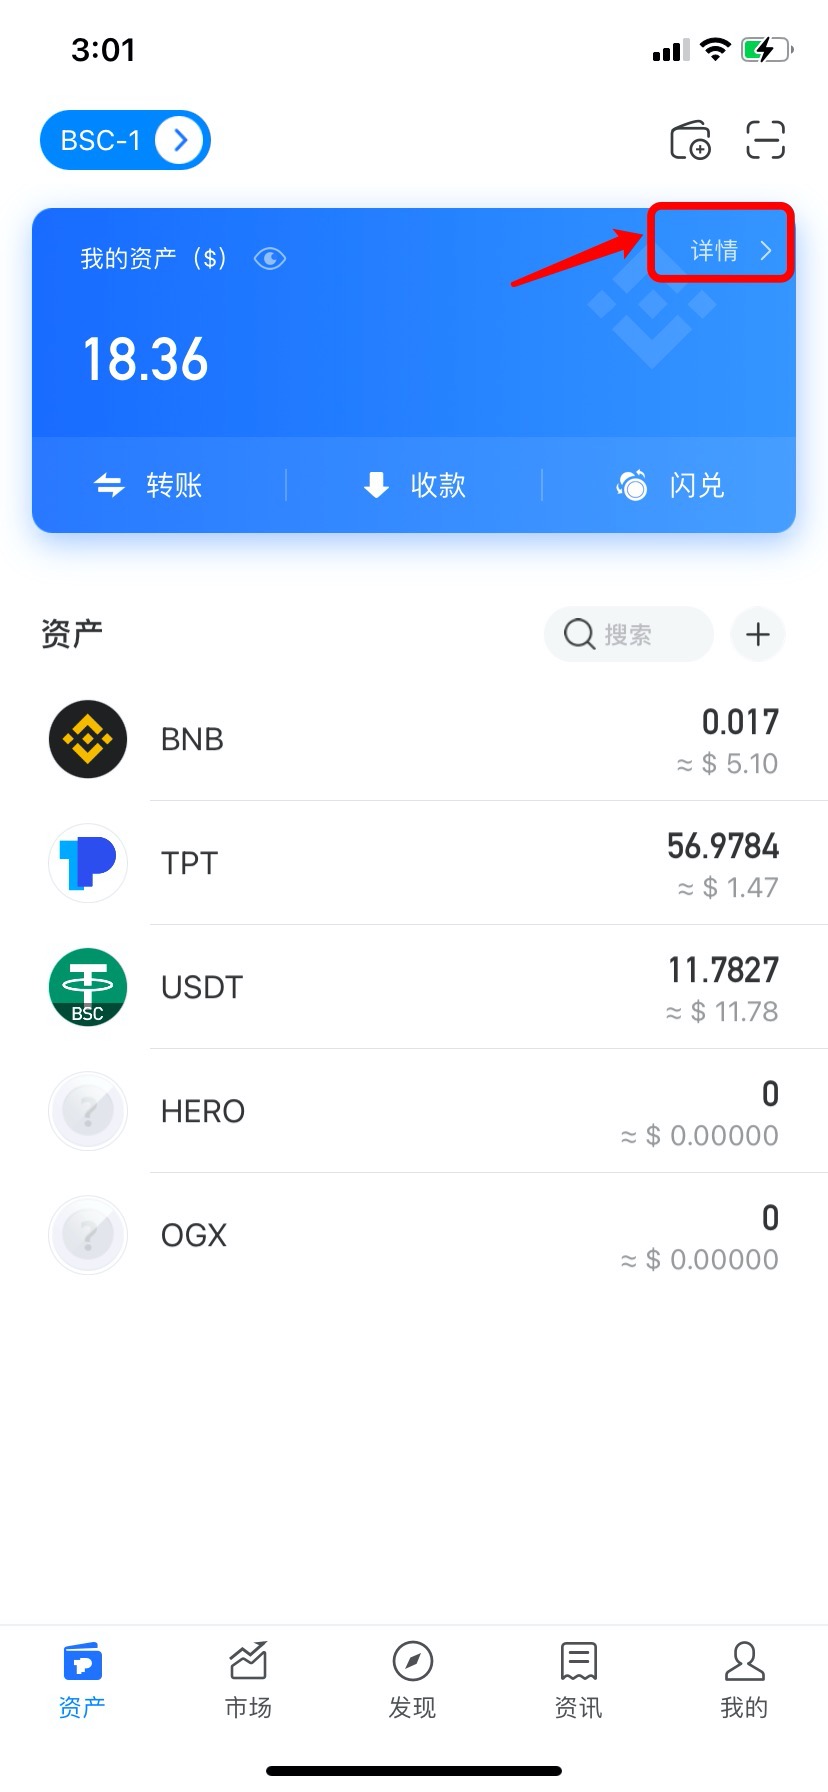 3:01
BSC-1
我的资产 ($)
详情
18.36
转账
收款
闪兑
资产
搜索
BNB
0.017
≈ $ 5.10
TPT
56.9784
≈ $ 1.47
BSC
USDT
11.7827
≈ $ 11.78
?
HERO
0
≈ $ 0.00000
?
OGX
0
≈ $ 0.00000
资产
市场
发现
资讯
我的